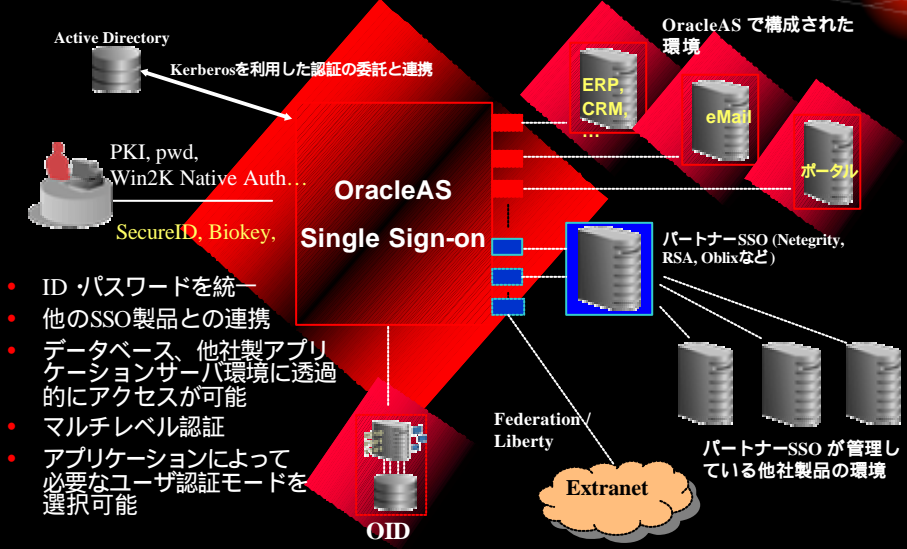 Active Directory
Kerberosを利用した認証の委託と連携
OracleAS で構成された
環境
ERP,
CRM,
…
eMail
ポータル
PKI, pwd,
Win2K Native Auth…
SecureID, Biokey,
OracleAS
Single Sign-on
パートナーSSO (Netegrity,
RSA, Oblixなど)
• ID・パスワードを統一
• 他のSSO製品との連携
• データベース、他社製アプリ
ケーションサーバ環境に透過
的にアクセスが可能
• マルチレベル認証
• アプリケーションによって
必要なユーザ認証モードを
選択可能
Federation /
Liberty
Extranet
パートナーSSO が管理し
ている他社製品の環境
OID